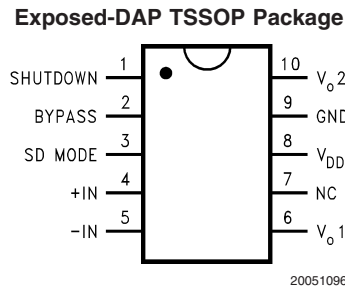 Exposed-DAP TSSOP Package
SHUTDOWN 1 10 Vo2
BYPASS 2 9 GND
SD MODE 3 8 VDD
+IN 4 7 NC
-IN 5 6 Vo1
20051096